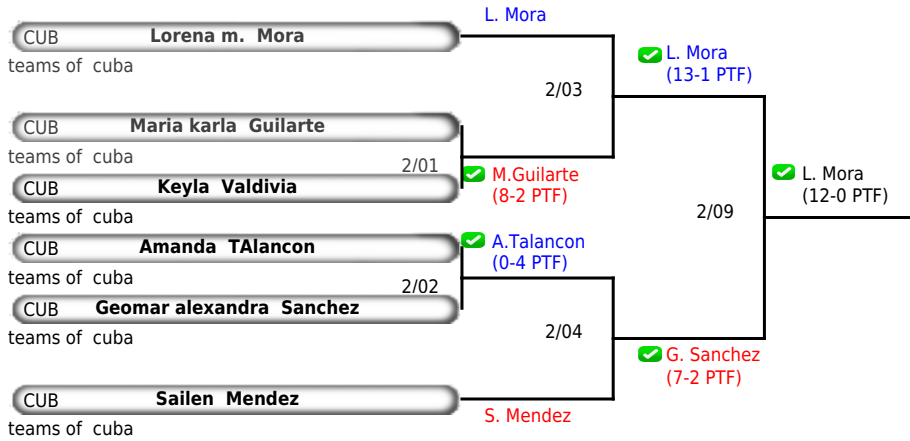 L. Mora
CUB Lorena m. Mora
teams of cuba
L. Mora
(13-1 PTF)
2/03
CUB Maria karla Guilarte
teams of cuba
2/01
M.Guilarte
(8-2 PTF)
CUB Keyla Valdivia
teams of cuba
L. Mora
(12-0 PTF)
2/09
CUB Amanda TAlancon
teams of cuba
A.Talancon
(0-4 PTF)
2/02
CUB Geomar alexandra Sanchez
teams of cuba
2/04
G. Sanchez
(7-2 PTF)
CUB Sailen Mendez
teams of cuba
S. Mendez